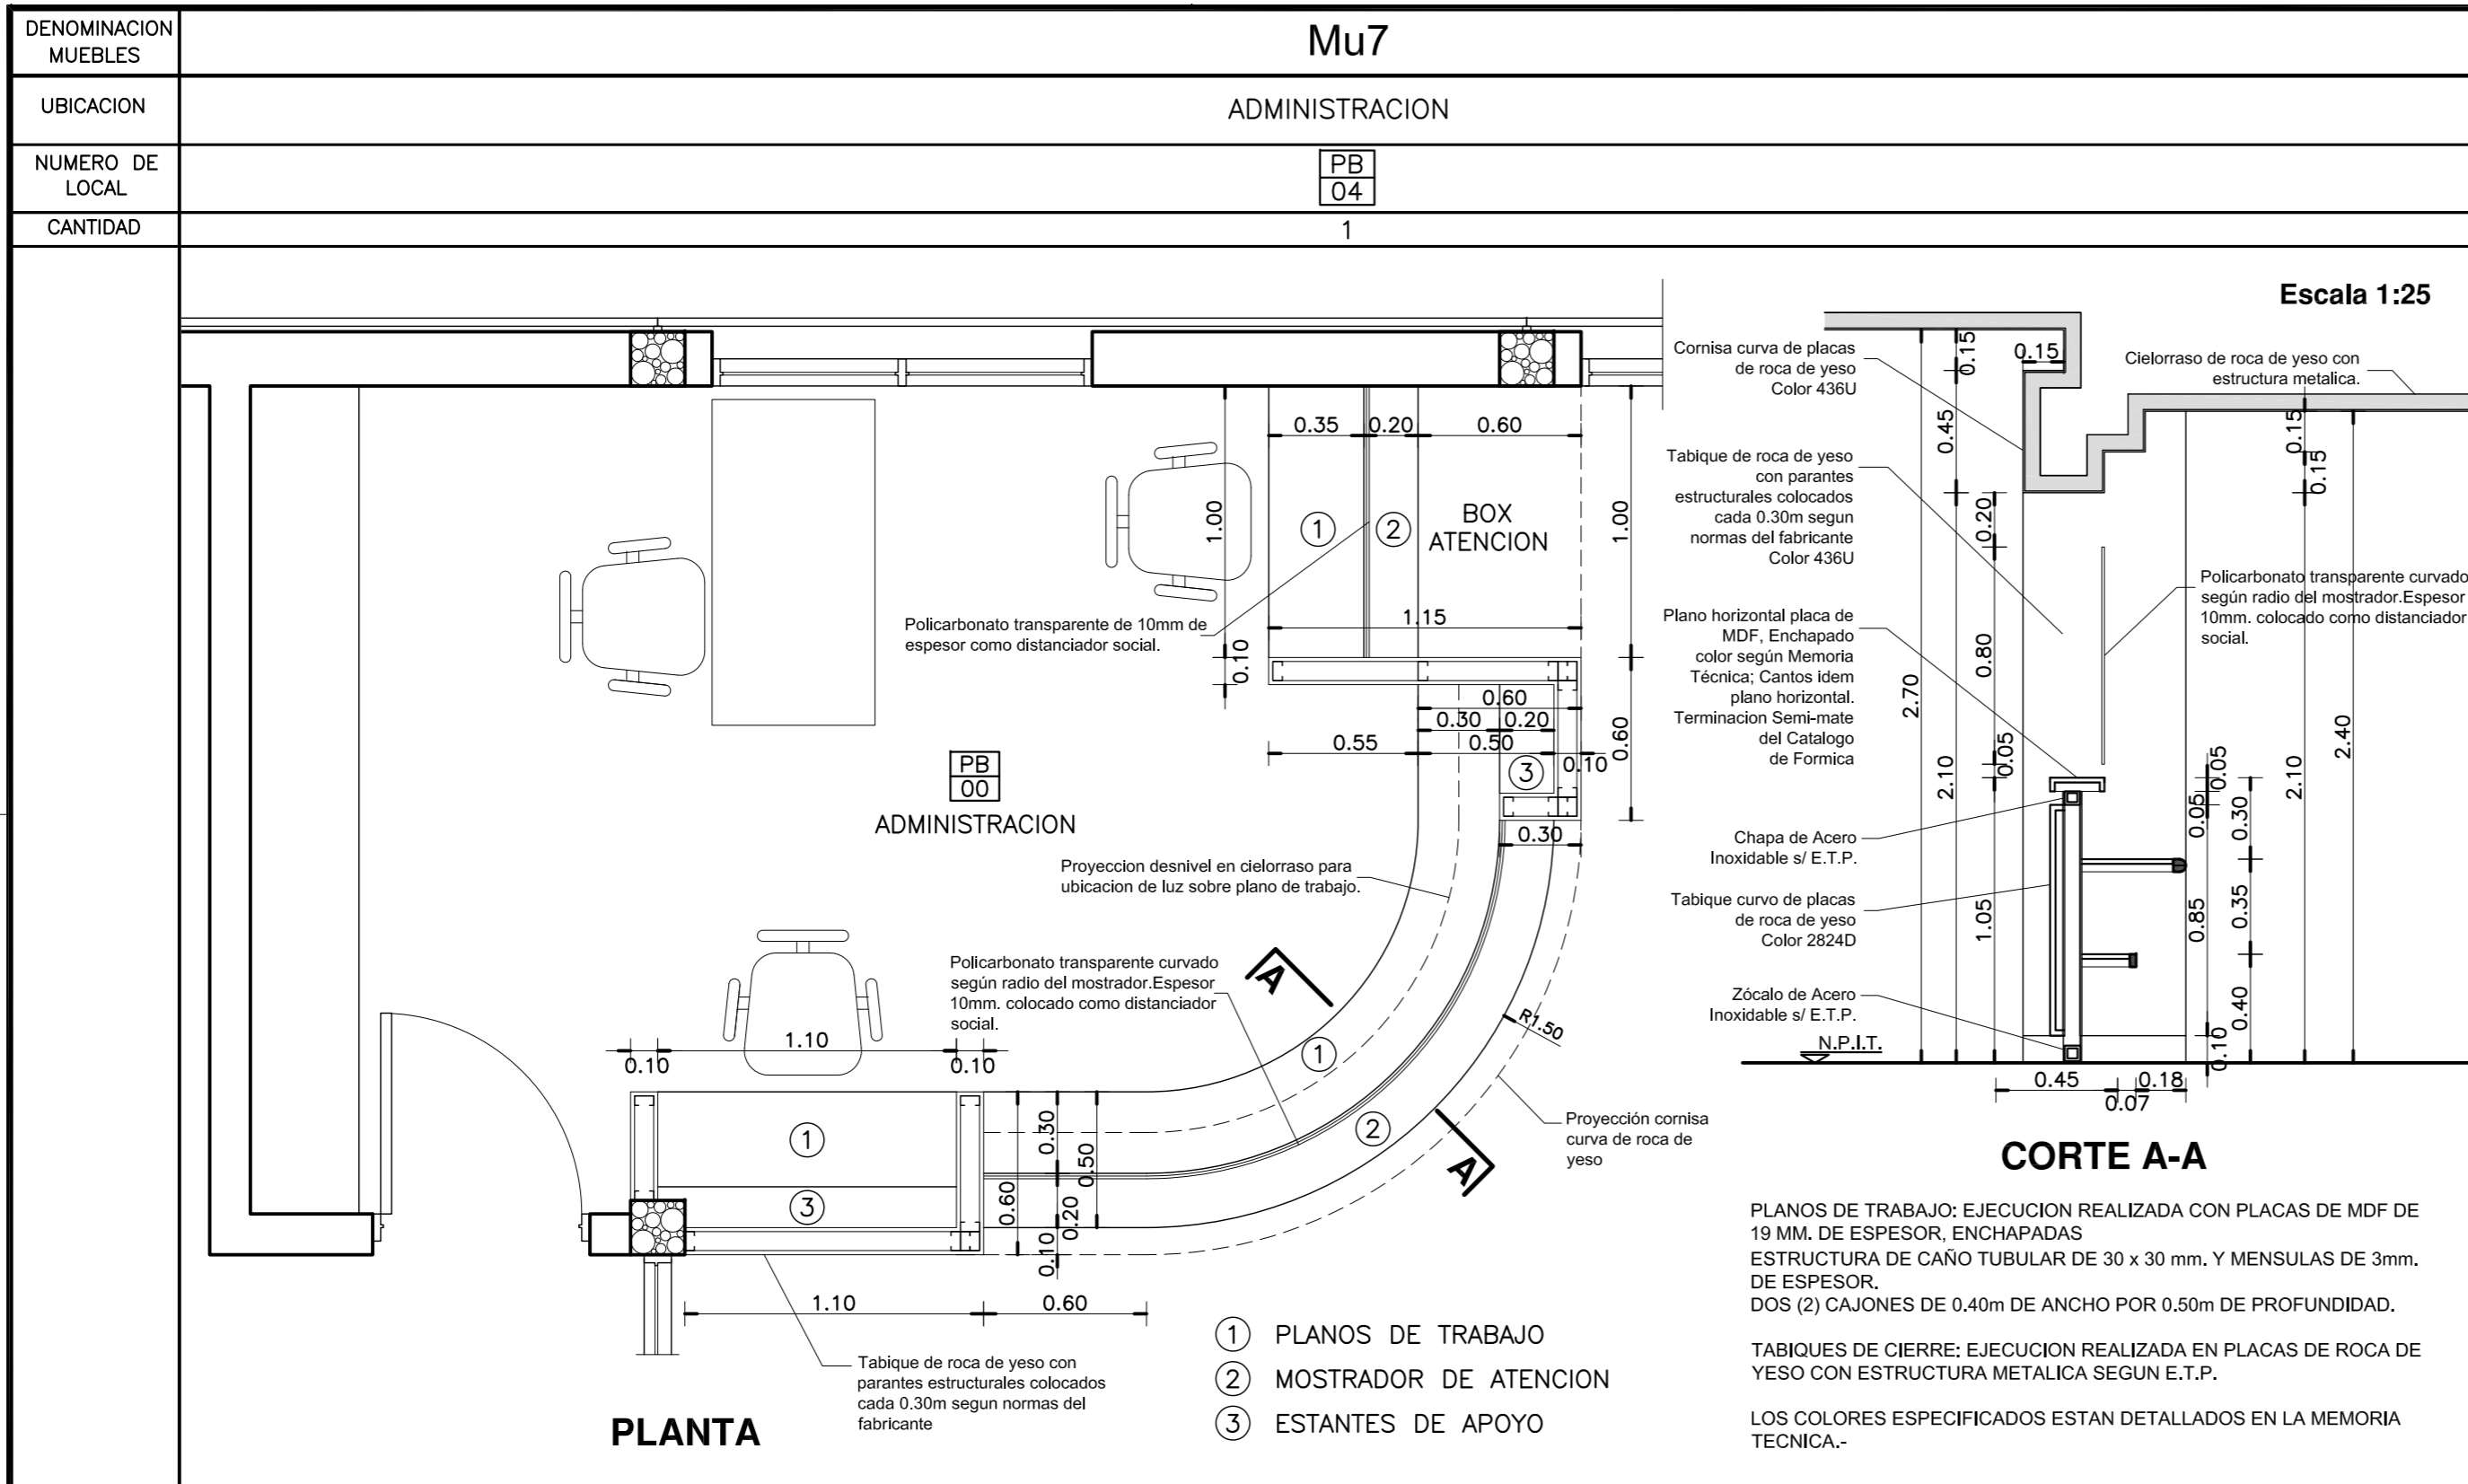 DENOMINACION
MUEBLES
Mu7
UBICACION
ADMINISTRACION
NUMERO DE
LOCAL
PB
04
CANTIDAD
1
Escala 1:25
0.35
0.20
0.60
1.00
1.00
1
2
BOX
ATENCION
1.15
0.10
Policarbonato transparente de 10mm de
espesor como distanciador social.
0.60
0.30
0.20
0.55
0.50
0.60
0.10
3
0.30
PB
00
ADMINISTRACION
Proyeccion desnivel en cielorraso para
ubicacion de luz sobre plano de trabajo.
Policarbonato transparente curvado
según radio del mostrador.Espesor
10mm. colocado como distanciador
social.
A
R1.50
1
2
A
Proyección cornisa
curva de roca de
yeso
1.10
0.10
0.10
1
3
0.30
0.50
0.60
0.20
0.10
1.10
0.60
Tabique de roca de yeso con
parantes estructurales colocados
cada 0.30m segun normas del
fabricante
PLANTA
1 PLANOS DE TRABAJO
2 MOSTRADOR DE ATENCION
3 ESTANTES DE APOYO
Cornisa curva de placas
de roca de yeso
Color 436U
Tabique de roca de yeso
con parantes
estructurales colocados
cada 0.30m segun
normas del fabricante
Color 436U
Plano horizontal placa de
MDF, Enchapado
color según Memoria
Técnica; Cantos idem
plano horizontal.
Terminacion Semi-mate
del Catalogo
de Formica
Chapa de Acero
Inoxidable s/ E.T.P.
Tabique curvo de placas
de roca de yeso
Color 2824D
Zócalo de Acero
Inoxidable s/ E.T.P.
N.P.I.T.
Cielorraso de roca de yeso con
estructura metalica.
Policarbonato transparente curvado
según radio del mostrador.Espesor
10mm. colocado como distanciador
social.
0.15
0.15
0.45
0.20
0.80
2.70
2.10
0.05
1.05
0.15
0.15
2.40
2.10
0.05
0.05
0.30
0.85
0.35
0.40
0.10
0.45
0.18
0.07
CORTE A-A
PLANOS DE TRABAJO: EJECUCION REALIZADA CON PLACAS DE MDF DE
19 MM. DE ESPESOR, ENCHAPADAS
ESTRUCTURA DE CAÑO TUBULAR DE 30 x 30 mm. Y MENSULAS DE 3mm.
DE ESPESOR.
DOS (2) CAJONES DE 0.40m DE ANCHO POR 0.50m DE PROFUNDIDAD.
TABIQUES DE CIERRE: EJECUCION REALIZADA EN PLACAS DE ROCA DE
YESO CON ESTRUCTURA METALICA SEGUN E.T.P.
LOS COLORES ESPECIFICADOS ESTAN DETALLADOS EN LA MEMORIA
TECNICA.-